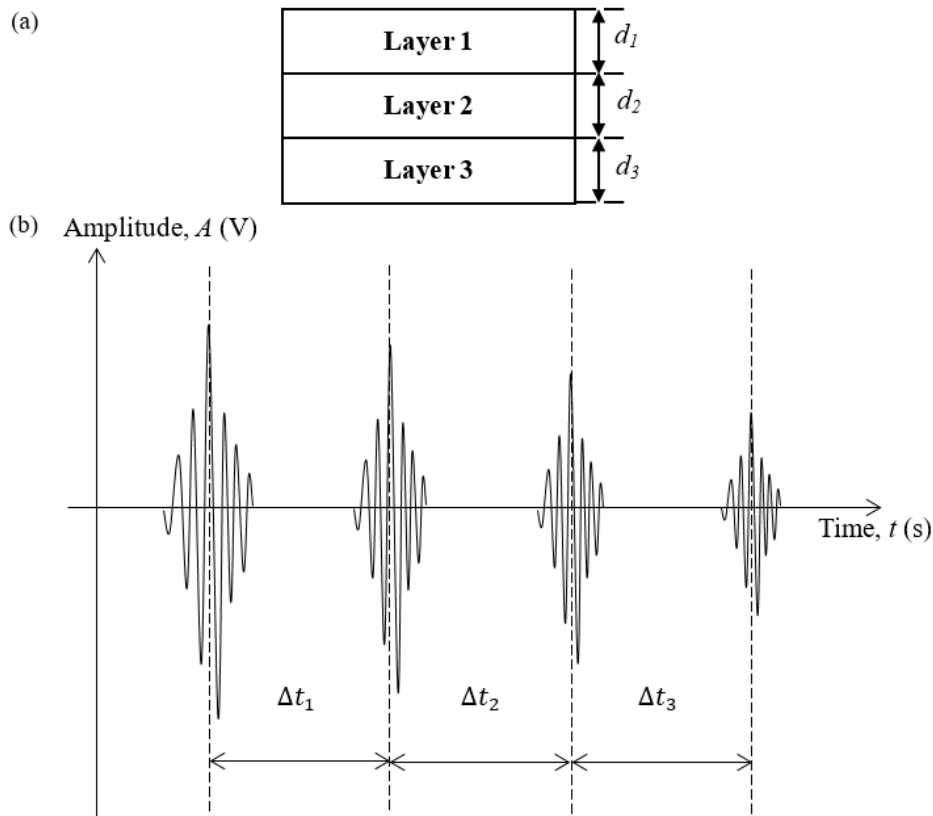 (a)
Layer 1
d1
Layer 2
d2
Layer 3
d3
(b)
Amplitude, A (V)
Time, t (s)
Δt1
Δt2
Δt3